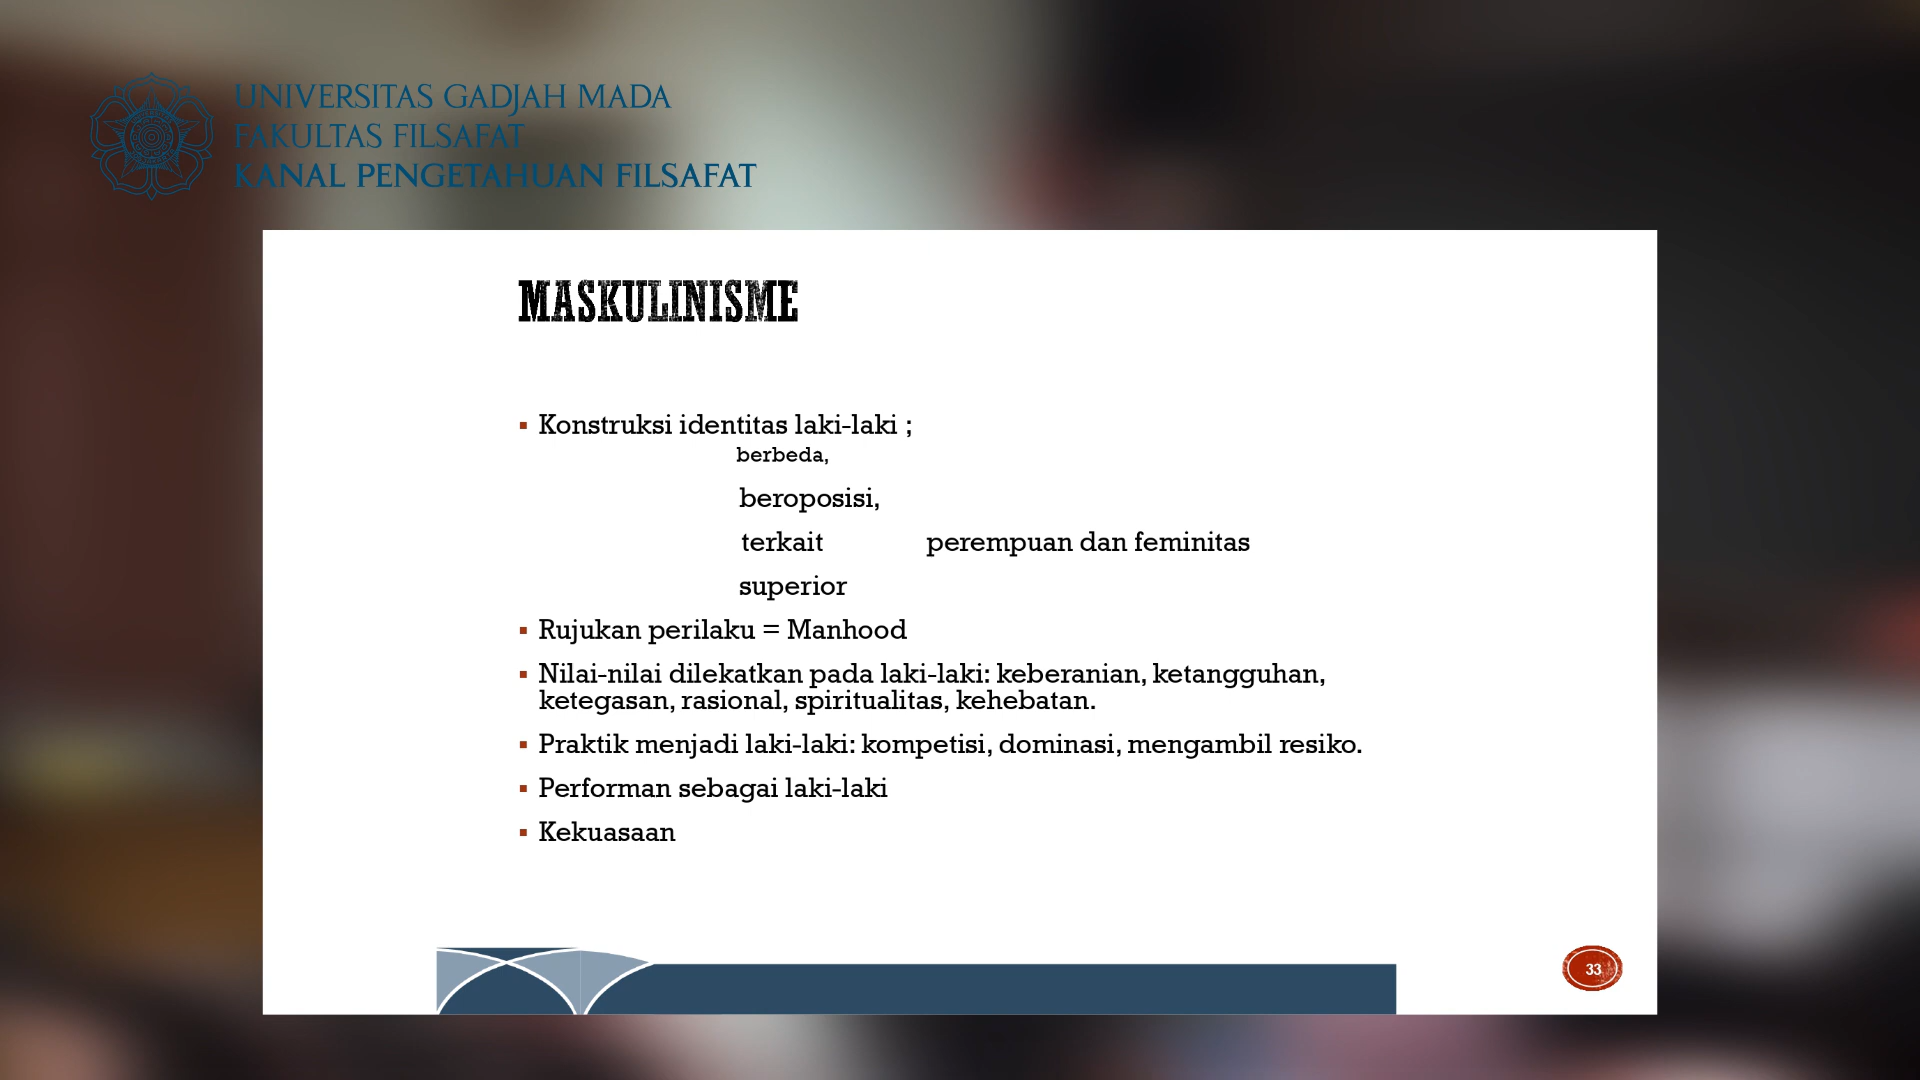 UNIVERSITAS GADJAH MADA
FAKULTAS FILSAFAT
KANAL PENGETAHUAN FILSAFAT
MASKULINISME
▪ Konstruksi identitas laki-laki ;
berbeda,
beroposisi,
terkait perempuan dan feminitas
superior
▪ Rujukan perilaku = Manhood
▪ Nilai-nilai dilekatkan pada laki-laki: keberanian, ketangguhan,
ketegasan, rasional, spiritualitas, kehebatan.
▪ Praktik menjadi laki-laki: kompetisi, dominasi, mengambil resiko.
▪ Performan sebagai laki-laki
▪ Kekuasaan
33